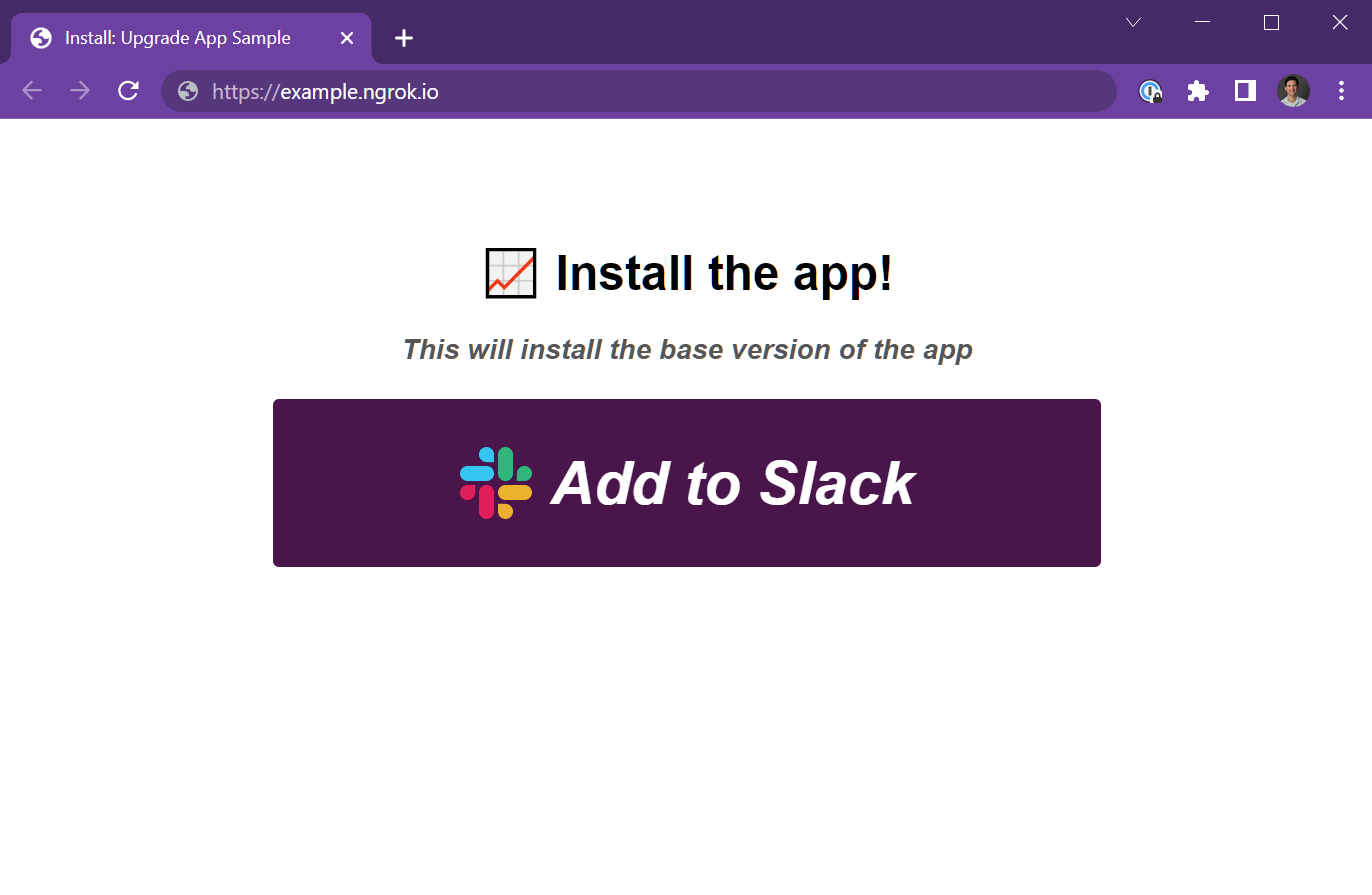 Install: Upgrade App Sample
https://example.ngrok.io
Install the app!
This will install the base version of the app
Add to Slack